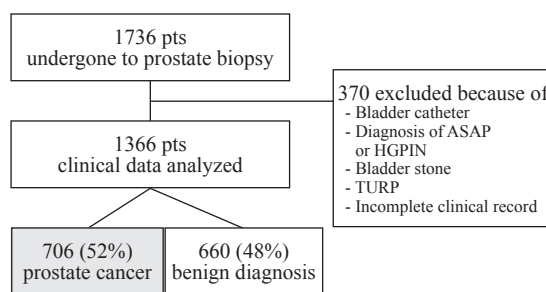 1736 pts
undergone to prostate biopsy
370 excluded because of
- Bladder catheter
- Diagnosis of ASAP
or HGPIN
- Bladder stone
- TURP
- Incomplete clinical record
1366 pts
clinical data analyzed
706 (52%)
prostate cancer
660 (48%)
benign diagnosis